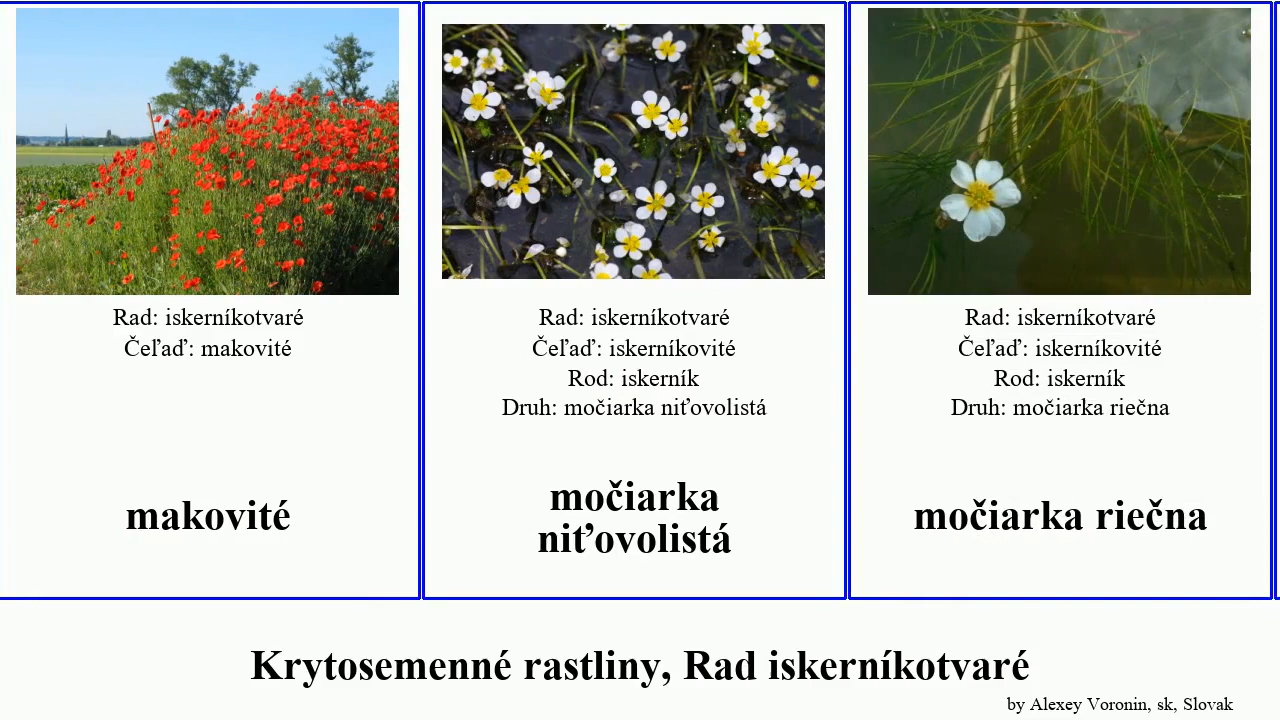 Rad: iskerníkotvaré
Čeľaď: makovité
makovité
Rad: iskerníkotvaré
Čeľaď: iskerníkovité
Rod: iskerník
Druh: močiarka niťovolistá
močiarka
niťovolistá
Rad: iskerníkotvaré
Čeľaď: iskerníkovité
Rod: iskerník
Druh: močiarka riečna
močiarka riečna
Krytosemenné rastliny, Rad iskerníkotvaré
by Alexey Voronin, sk, Slovak